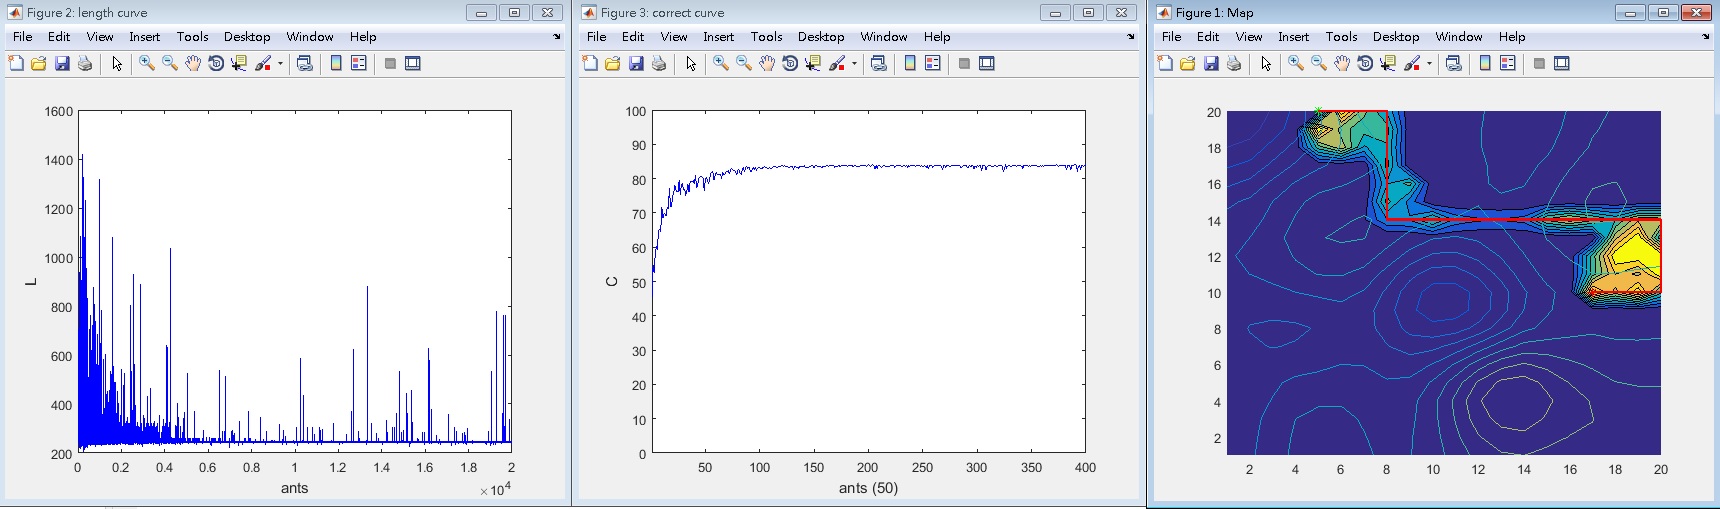 Figure 2: length curve
File Edit View Insert Tools Desktop Window Help
1600
1400
1200
1000
800
600
400
200
L
0 0.2 0.4 0.6 0.8 1 1.2 1.4 1.6 1.8 2
ants
×10^4
Figure 3: correct curve
File Edit View Insert Tools Desktop Window Help
100
90
80
70
60
50
40
30
20
10
0
C
50 100 150 200 250 300 350 400
ants (50)
Figure 1: Map
File Edit View Insert Tools Desktop Window Help
20
18
16
14
12
10
8
6
4
2
2 4 6 8 10 12 14 16 18 20